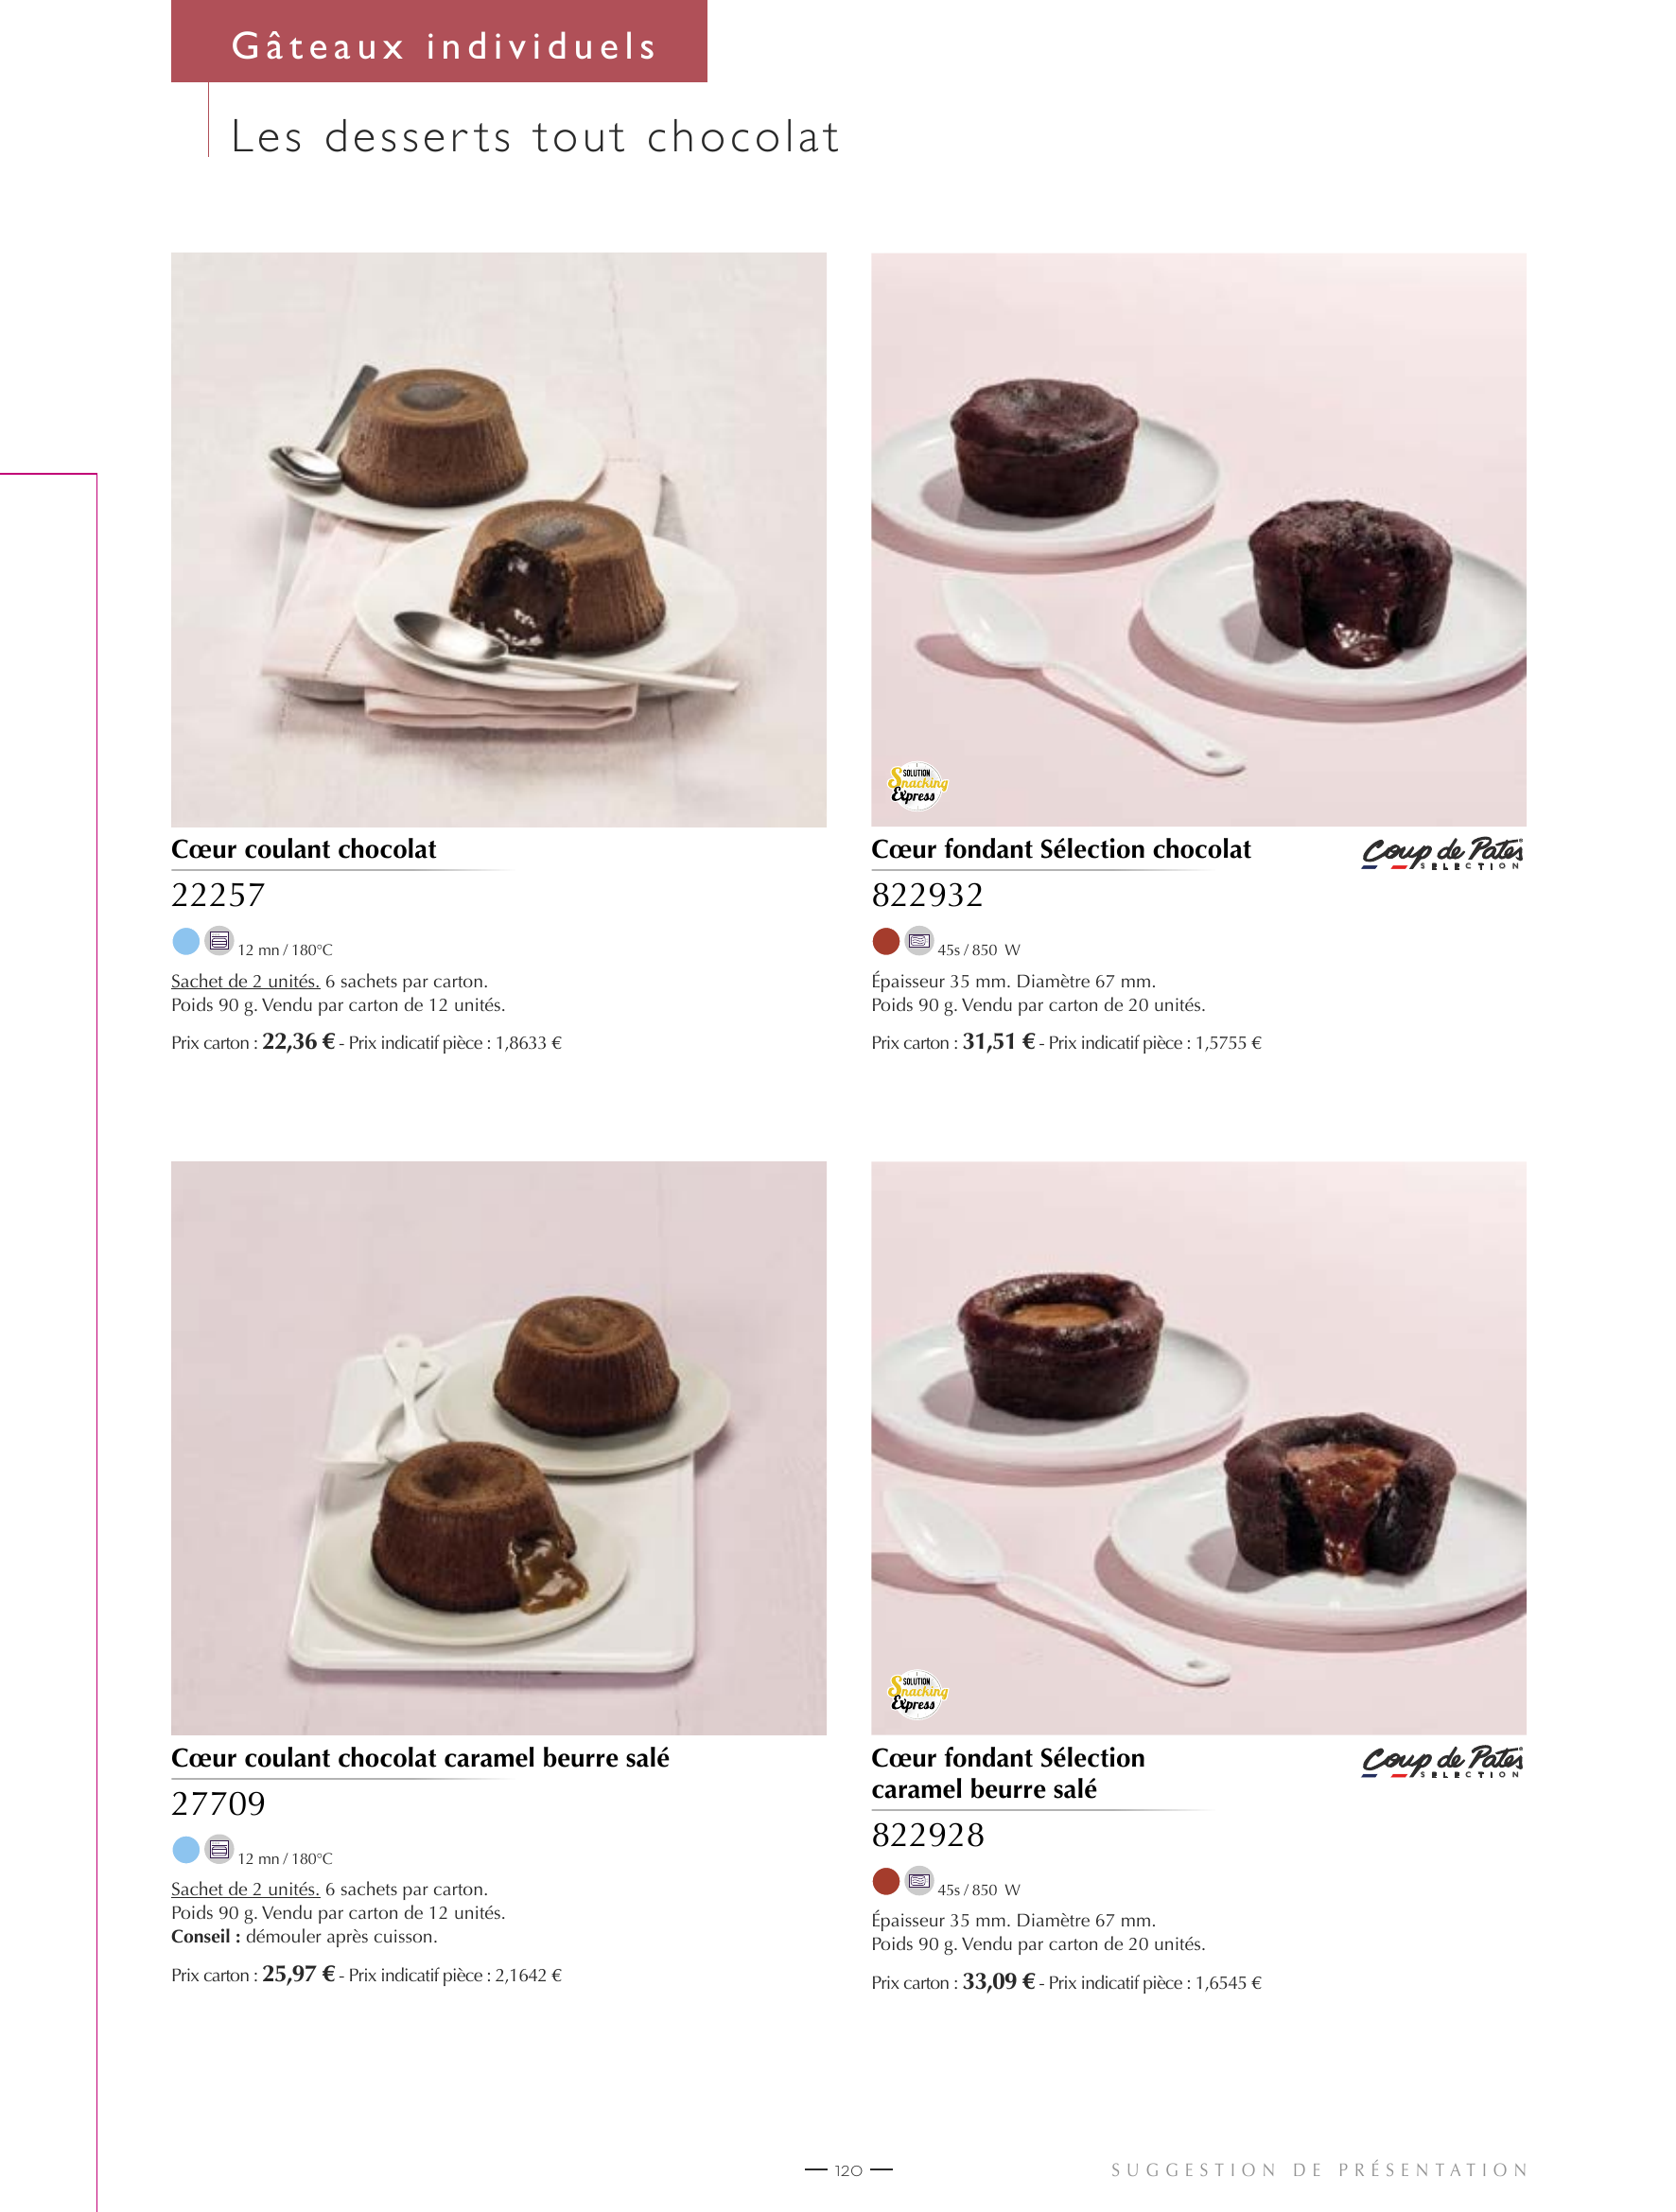 Gâteaux individuels
Les desserts tout chocolat
SOLUTION
Snacking
Express
Cœur coulant chocolat
22257
12 mn / 180°C
Sachet de 2 unités. 6 sachets par carton.
Poids 90 g. Vendu par carton de 12 unités.
Prix carton : 22,36 € - Prix indicatif pièce : 1,8633 €
Cœur fondant Sélection chocolat
Coup de Pates
SELECTION
822932
45s / 850 W
Épaisseur 35 mm. Diamètre 67 mm.
Poids 90 g. Vendu par carton de 20 unités.
Prix carton : 31,51 € - Prix indicatif pièce : 1,5755 €
SOLUTION
Snacking
Express
Cœur coulant chocolat caramel beurre salé
27709
12 mn / 180°C
Sachet de 2 unités. 6 sachets par carton.
Poids 90 g. Vendu par carton de 12 unités.
Conseil : démouler après cuisson.
Prix carton : 25,97 € - Prix indicatif pièce : 2,1642 €
Cœur fondant Sélection
caramel beurre salé
Coup de Pates
SELECTION
822928
45s / 850 W
Épaisseur 35 mm. Diamètre 67 mm.
Poids 90 g. Vendu par carton de 20 unités.
Prix carton : 33,09 € - Prix indicatif pièce : 1,6545 €
120
SUGGESTION DE PRÉSENTATION